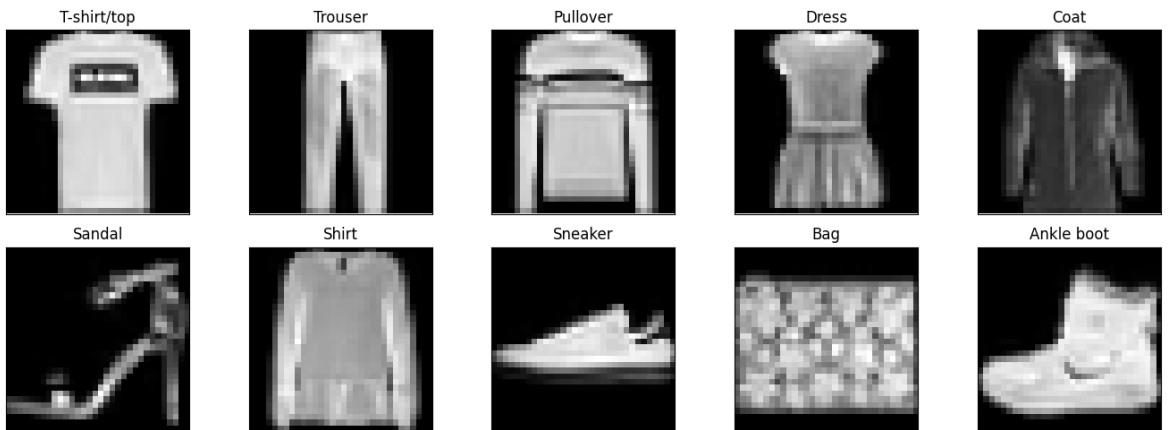 T-shirt/top
Trouser
Pullover
Dress
Coat
Sandal
Shirt
Sneaker
Bag
Ankle boot